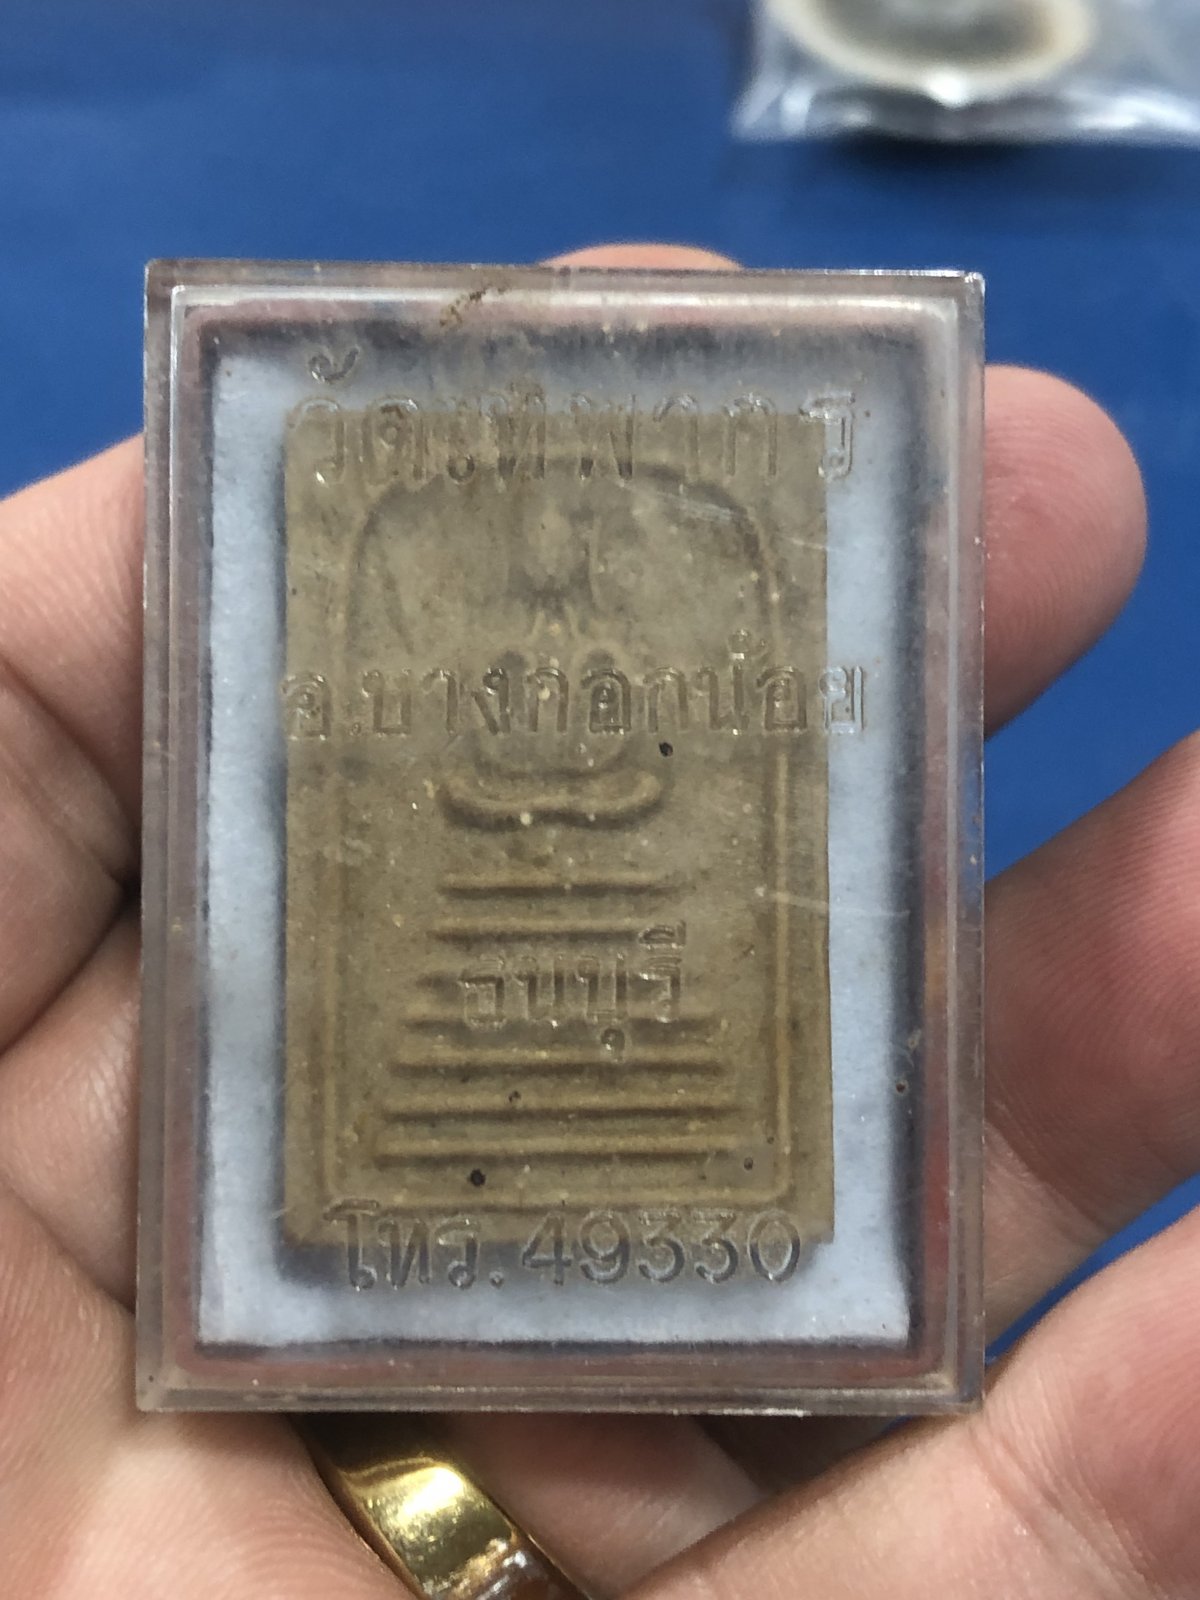 วัดเทพากร
อ.บางกอกน้อย
ธนบุรี
โทร. 49330